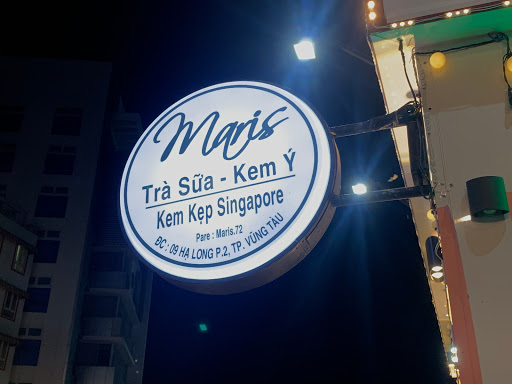 Maris
Trà Sữa - Kem Ý
Kem Kẹp Singapore
Pare : Maris.72
ĐC : 09 HẠ LONG P.2, TP. VŨNG TÀU